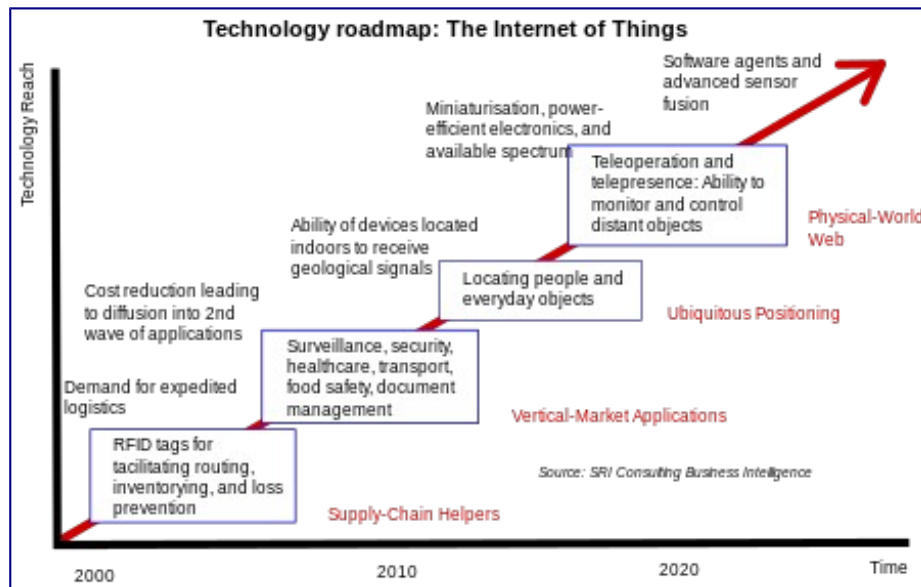 Technology roadmap: The Internet of Things
Technology Reach
Software agents and
advanced sensor
fusion
Miniaturisation, power-
efficient electronics, and
available spectrum
Teleoperation and
telepresence: Ability to
monitor and control
distant objects
Physical-World
Web
Ability of devices located
indoors to receive
geological signals
Locating people and
everyday objects
Ubiquitous Positioning
Cost reduction leading
to diffusion into 2nd
wave of applications
Surveillance, security,
healthcare, transport,
food safety, document
management
Vertical-Market Applications
Demand for expedited
logistics
RFID tags for
facilitating routing,
inventorying, and loss
prevention
Supply-Chain Helpers
Source: SRI Consulting Business Intelligence
2000
2010
2020
Time